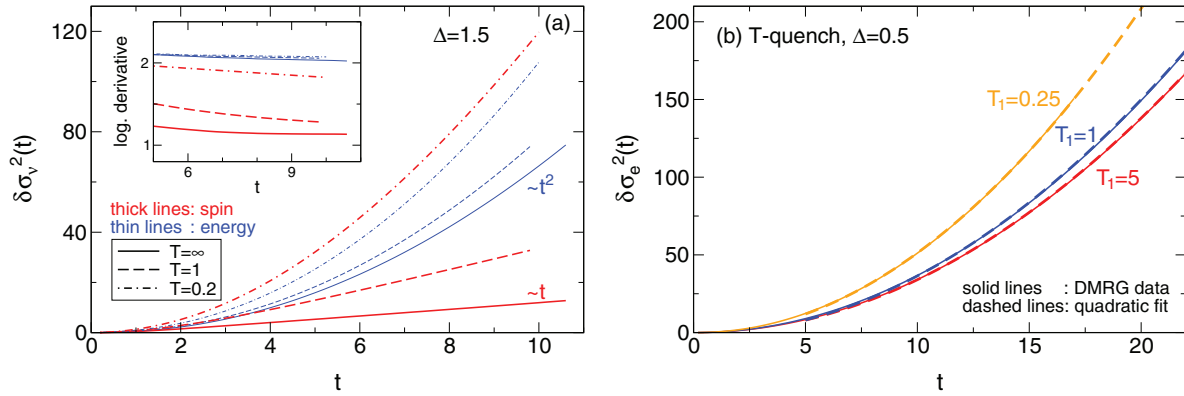 (a)
Δ=1.5
δσᵥ²(t)
120
80
40
0
0
2
4
6
8
10
t
log. derivative
2
1
6
9
t
thick lines: spin
thin lines : energy
T=∞
T=1
T=0.2
~t²
~t
(b) T-quench, Δ=0.5
δσₑ²(t)
200
150
100
50
0
0
5
10
15
20
t
T₁=0.25
T₁=1
T₁=5
solid lines : DMRG data
dashed lines: quadratic fit